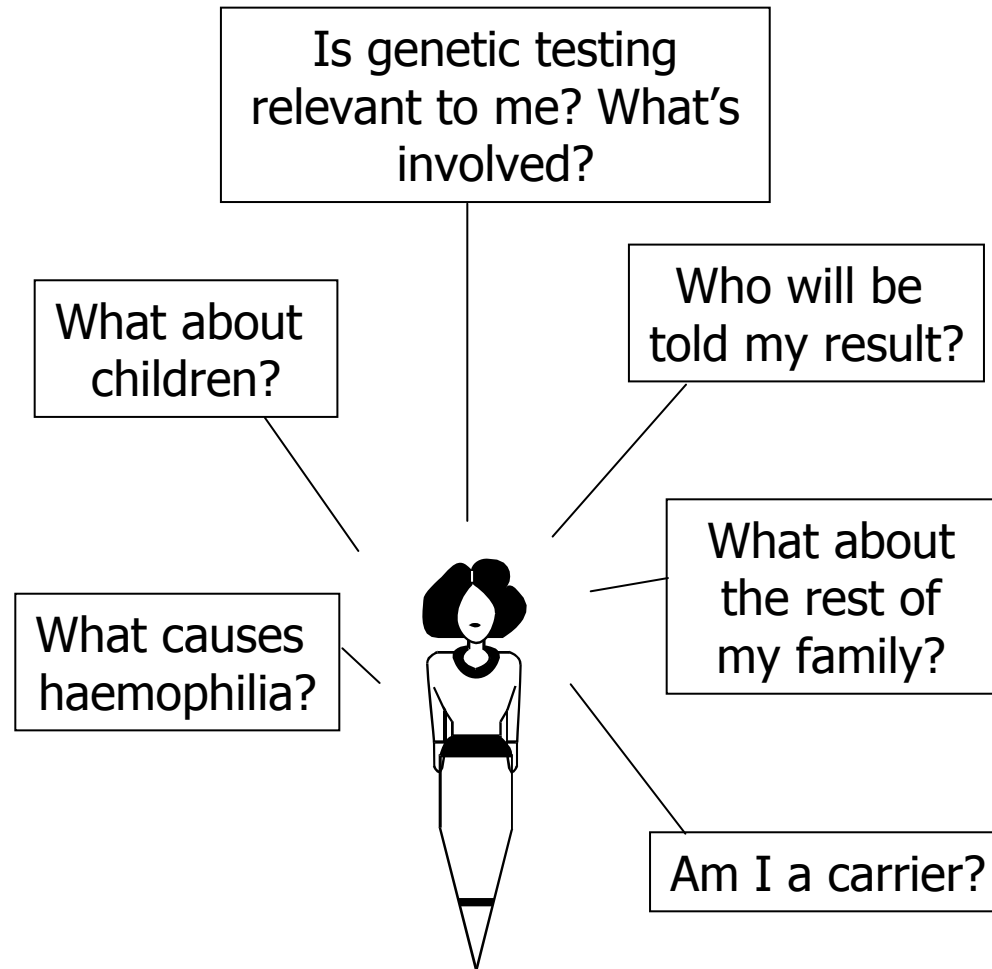 Is genetic testing
relevant to me? What’s
involved?
What about
children?
Who will be
told my result?
What about
the rest of
my family?
What causes
haemophilia?
Am I a carrier?